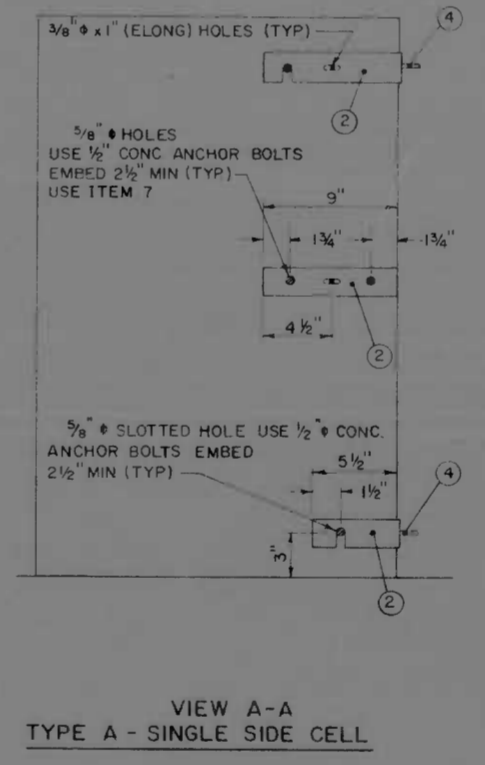 3/8" ⌀ x 1" (ELONG) HOLES (TYP)
4
2
5/8" ⌀ HOLES
USE 1/2" CONC ANCHOR BOLTS
EMBED 2 1/2" MIN (TYP)
USE ITEM 7
9"
1 3/4"
1 3/4"
4 1/2"
2
5/8" ⌀ SLOTTED HOLE USE 1/2" ⌀ CONC.
ANCHOR BOLTS EMBED
2 1/2" MIN (TYP)
5 1/2"
1 1/2"
4
3"
2
VIEW A-A
TYPE A - SINGLE SIDE CELL